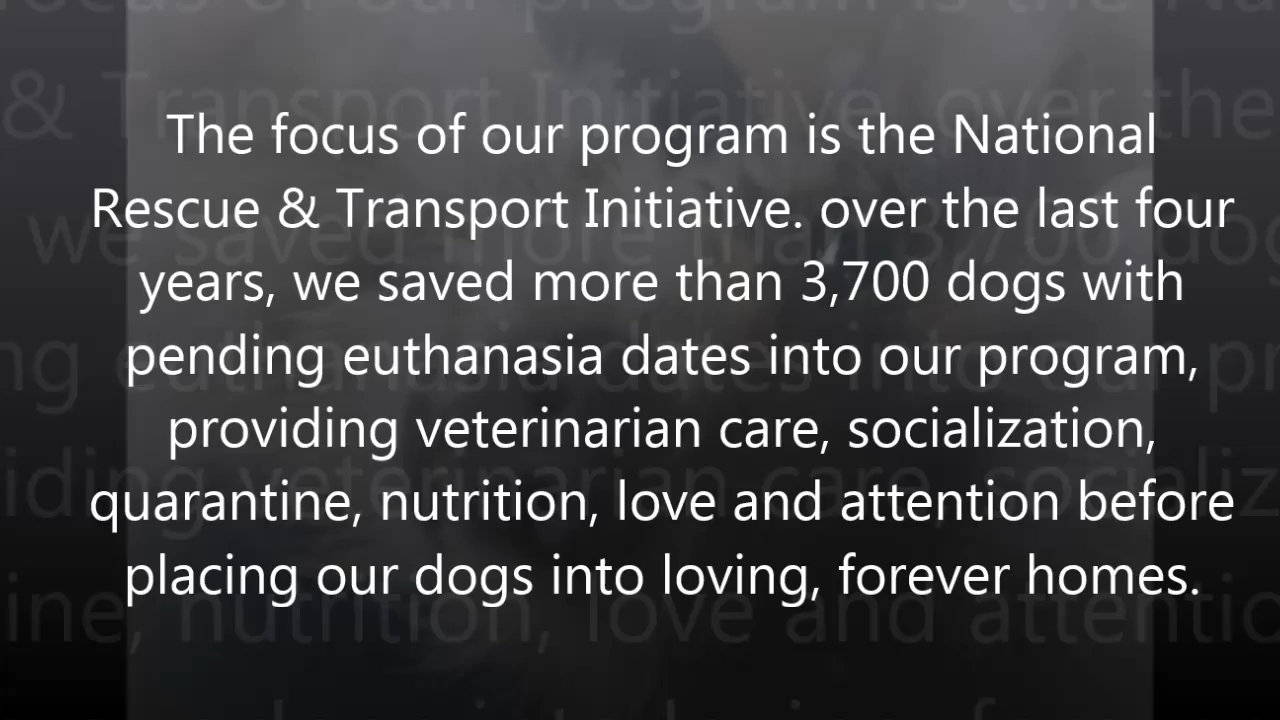 The focus of our program is the National
Rescue & Transport Initiative. over the last four
years, we saved more than 3,700 dogs with
pending euthanasia dates into our program,
providing veterinarian care, socialization,
quarantine, nutrition, love and attention before
placing our dogs into loving, forever homes.